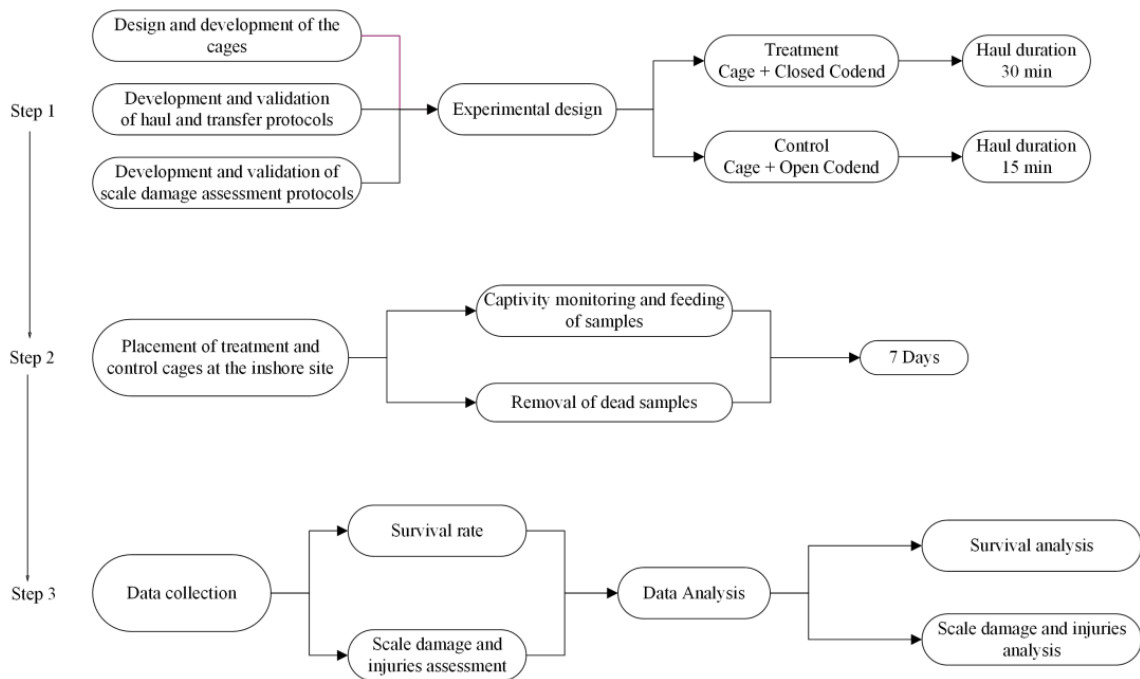 Step 1
Design and development of the
cages
Development and validation
of haul and transfer protocols
Development and validation of
scale damage assessment protocols
Experimental design
Treatment
Cage + Closed Codend
Haul duration
30 min
Control
Cage + Open Codend
Haul duration
15 min
Step 2
Placement of treatment and
control cages at the inshore site
Captivity monitoring and feeding
of samples
Removal of dead samples
7 Days
Step 3
Data collection
Survival rate
Scale damage and
injuries assessment
Data Analysis
Survival analysis
Scale damage and injuries
analysis